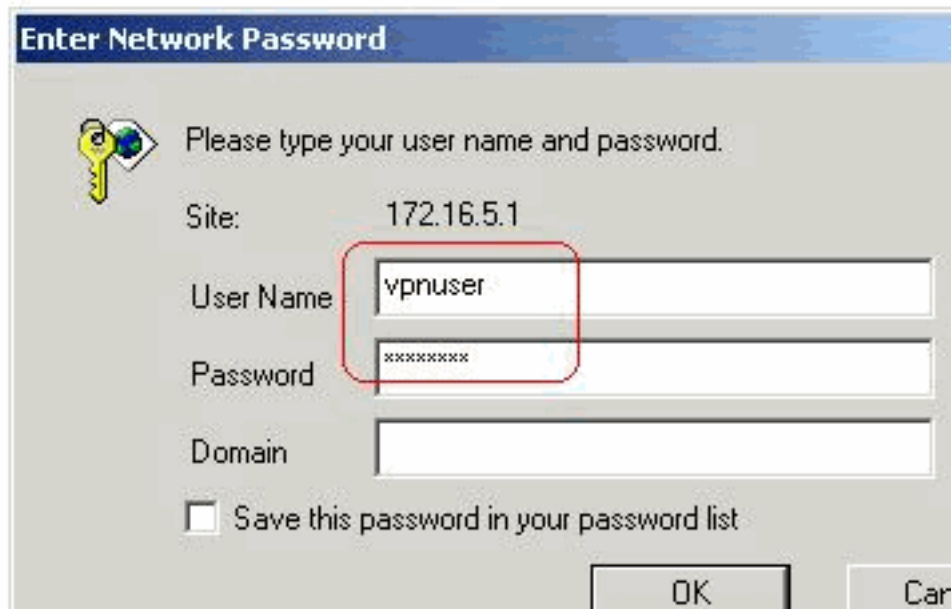 Enter Network Password
Please type your user name and password.
Site: 172.16.5.1
User Name vpnuser
Password ********
Domain
Save this password in your password list
OK Can